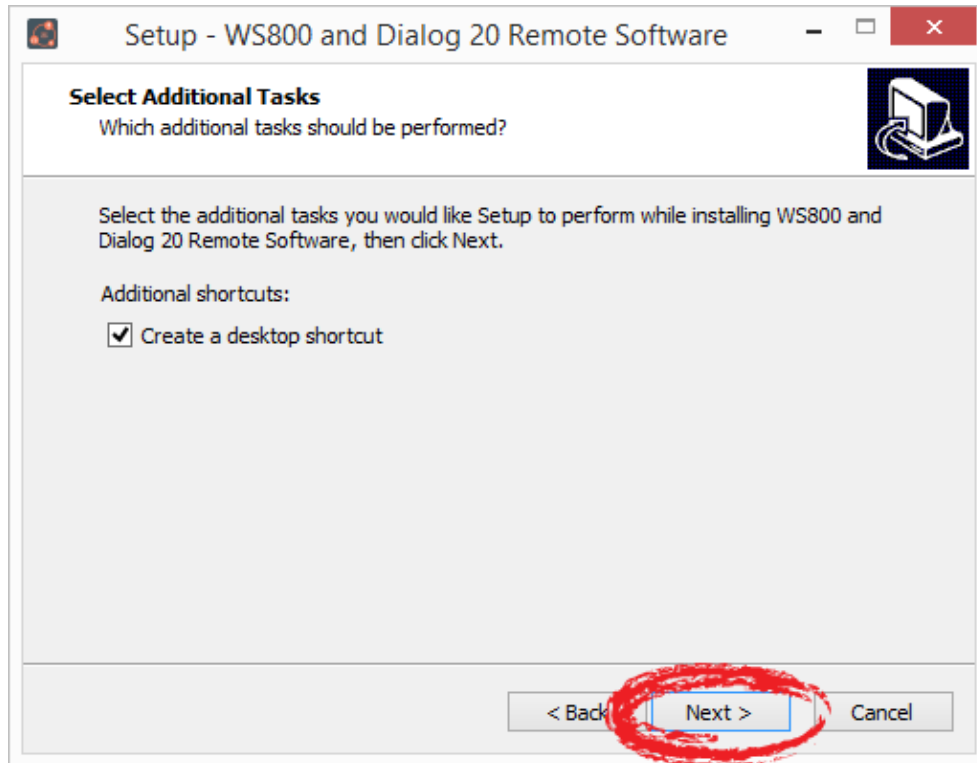 Setup - WS800 and Dialog 20 Remote Software
Select Additional Tasks
Which additional tasks should be performed?
Select the additional tasks you would like Setup to perform while installing WS800 and
Dialog 20 Remote Software, then click Next.
Additional shortcuts:
Create a desktop shortcut
< Back Next > Cancel